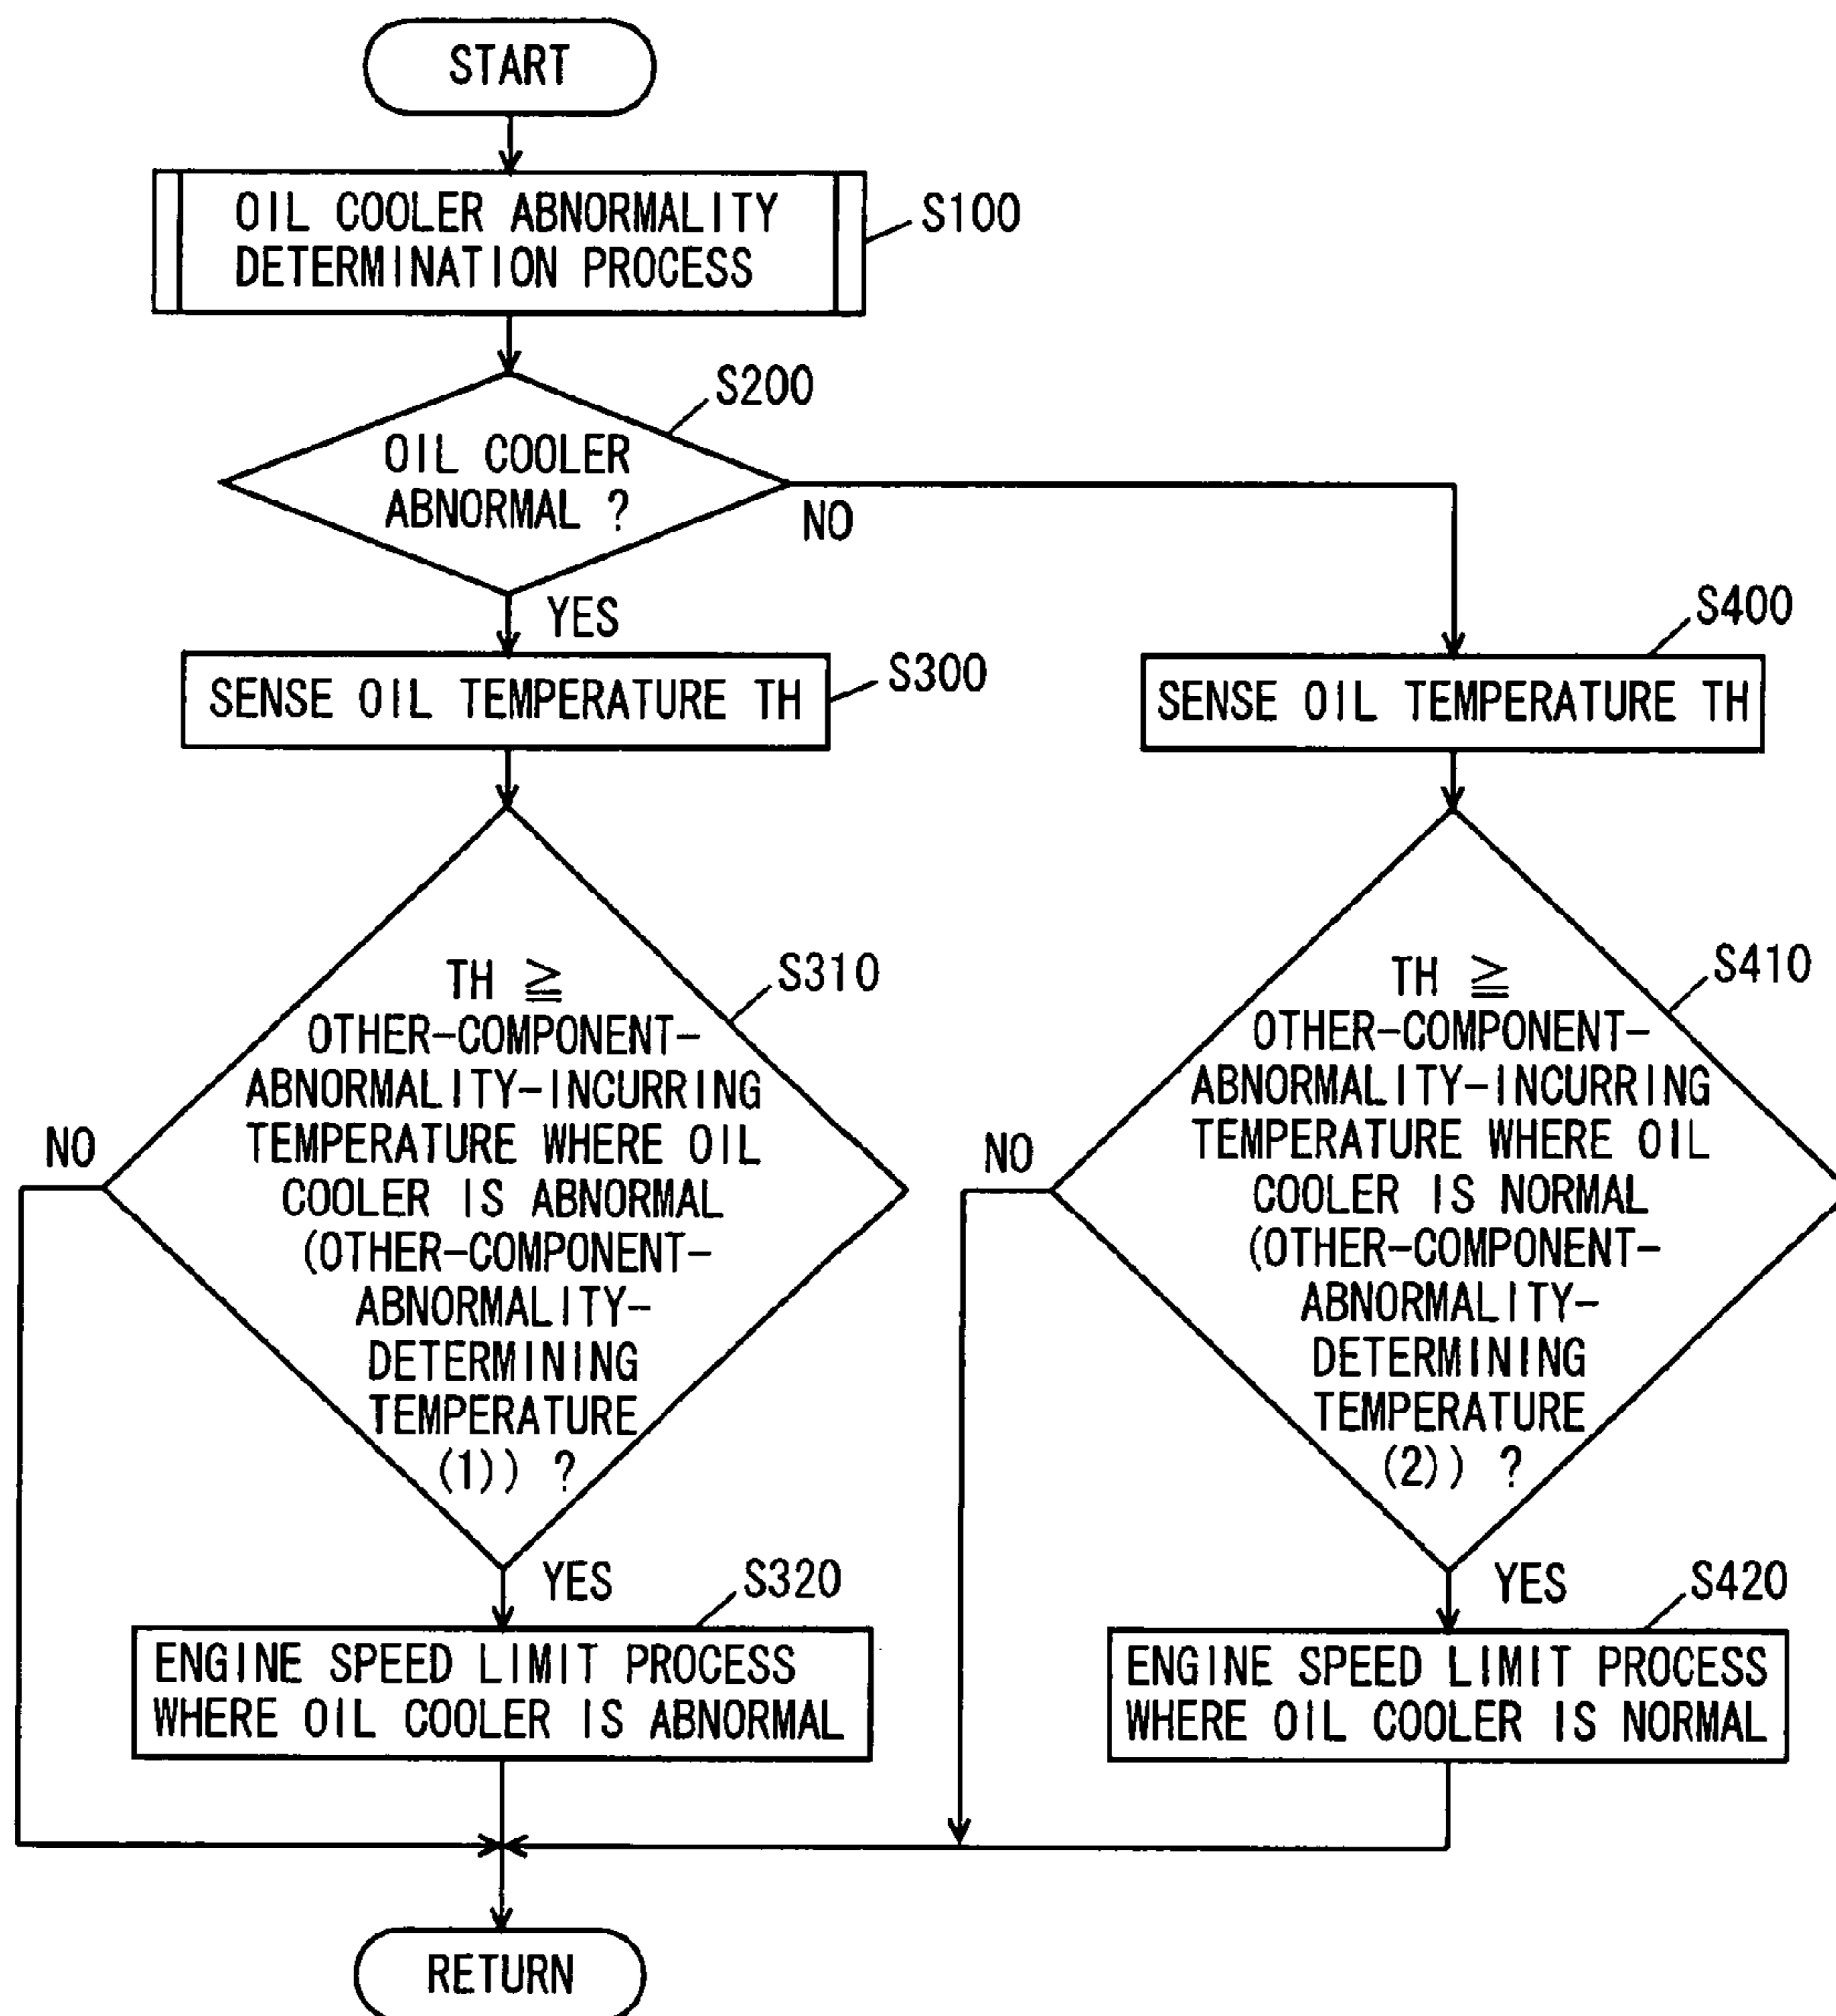 START
OIL COOLER ABNORMALITY
DETERMINATION PROCESS
S100
S200
OIL COOLER
ABNORMAL ?
NO
YES
S300
SENSE OIL TEMPERATURE TH
S400
SENSE OIL TEMPERATURE TH
S310
TH ≧
OTHER-COMPONENT-
ABNORMALITY-INCURRING
TEMPERATURE WHERE OIL
COOLER IS ABNORMAL
(OTHER-COMPONENT-
ABNORMALITY-
DETERMINING
TEMPERATURE
(1)) ?
NO
YES
S410
TH ≧
OTHER-COMPONENT-
ABNORMALITY-INCURRING
TEMPERATURE WHERE OIL
COOLER IS NORMAL
(OTHER-COMPONENT-
ABNORMALITY-
DETERMINING
TEMPERATURE
(2)) ?
NO
YES
S320
ENGINE SPEED LIMIT PROCESS
WHERE OIL COOLER IS ABNORMAL
S420
ENGINE SPEED LIMIT PROCESS
WHERE OIL COOLER IS NORMAL
RETURN